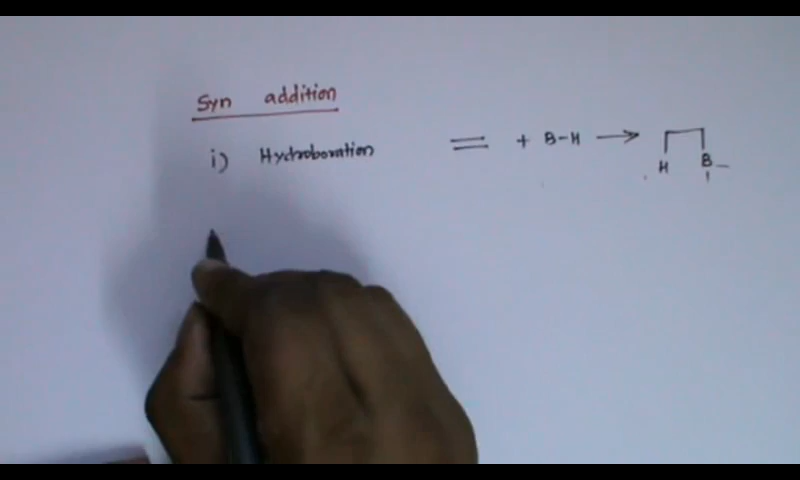 Syn addition
i) Hydroboration = + B-H → H B-